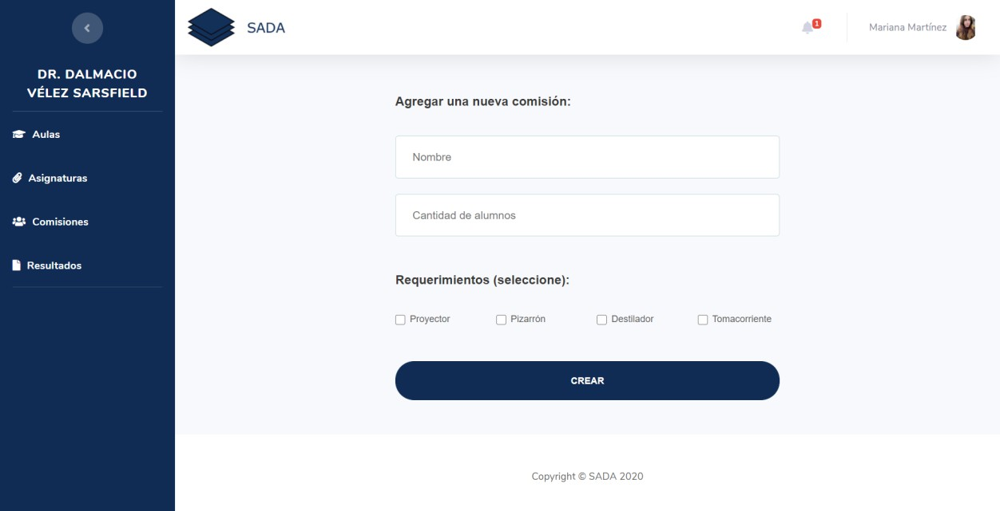 DR. DALMACIO
VÉLEZ SARSFIELD
Aulas
Asignaturas
Comisiones
Resultados
SADA
1
Mariana Martínez
Agregar una nueva comisión:
Nombre
Cantidad de alumnos
Requerimientos (seleccione):
Proyector Pizarrón Destilador Tomacorriente
CREAR
Copyright © SADA 2020